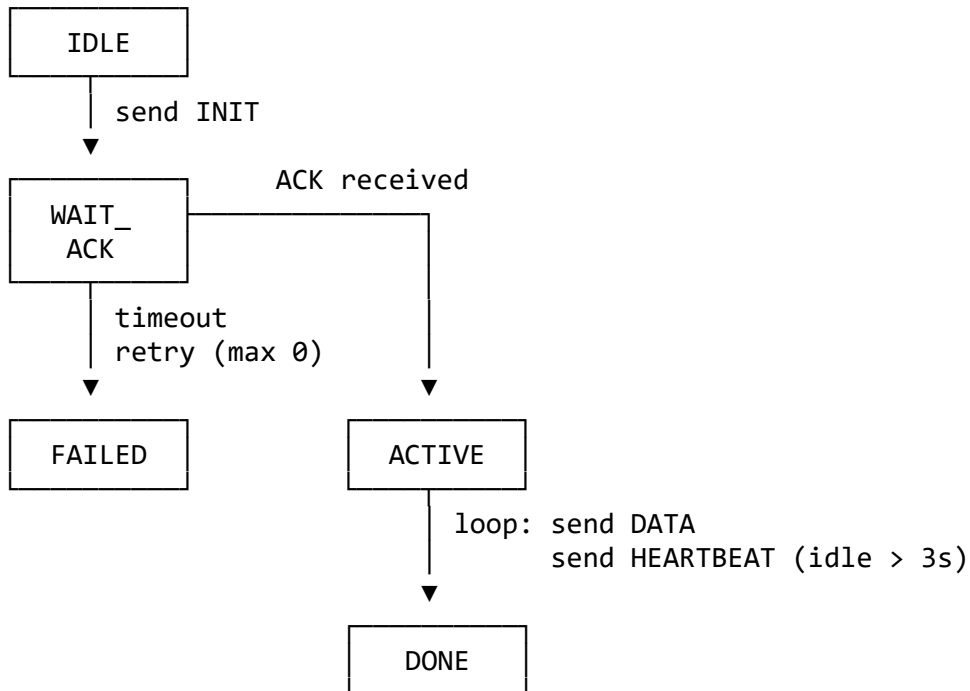 IDLE
send INIT
ACK received
WAIT_
ACK
timeout
retry (max 0)
FAILED
ACTIVE
loop: send DATA
send HEARTBEAT (idle > 3s)
DONE